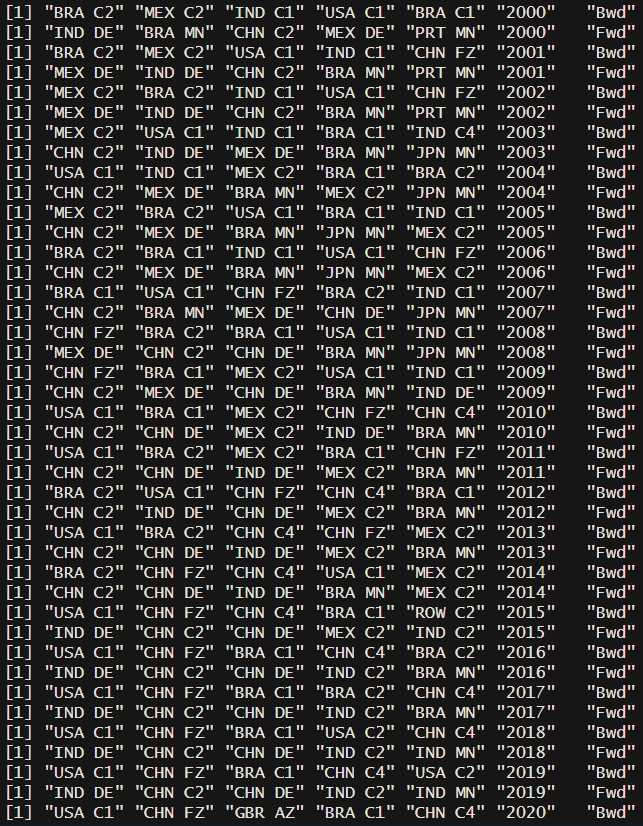 [1] "BRA C2" "MEX C2" "IND C1" "USA C1" "BRA C1" "2000"   "Bwd"
[1] "IND DE" "BRA MN" "CHN C2" "MEX DE" "PRT MN" "2000"   "Fwd"
[1] "BRA C2" "MEX C2" "USA C1" "IND C1" "CHN FZ" "2001"   "Bwd"
[1] "MEX DE" "IND DE" "CHN C2" "BRA MN" "PRT MN" "2001"   "Fwd"
[1] "MEX C2" "BRA C2" "IND C1" "USA C1" "CHN FZ" "2002"   "Bwd"
[1] "MEX DE" "IND DE" "CHN C2" "BRA MN" "PRT MN" "2002"   "Fwd"
[1] "MEX C2" "USA C1" "IND C1" "BRA C1" "IND C4" "2003"   "Bwd"
[1] "CHN C2" "IND DE" "MEX DE" "BRA MN" "JPN MN" "2003"   "Fwd"
[1] "USA C1" "IND C1" "MEX C2" "BRA C1" "BRA C2" "2004"   "Bwd"
[1] "CHN C2" "MEX DE" "BRA MN" "MEX C2" "JPN MN" "2004"   "Fwd"
[1] "MEX C2" "BRA C2" "USA C1" "BRA C1" "IND C1" "2005"   "Bwd"
[1] "CHN C2" "MEX DE" "BRA MN" "JPN MN" "MEX C2" "2005"   "Fwd"
[1] "BRA C2" "BRA C1" "IND C1" "USA C1" "CHN FZ" "2006"   "Bwd"
[1] "CHN C2" "MEX DE" "BRA MN" "JPN MN" "MEX C2" "2006"   "Fwd"
[1] "BRA C1" "USA C1" "CHN FZ" "BRA C2" "IND C1" "2007"   "Bwd"
[1] "CHN C2" "BRA MN" "MEX DE" "CHN DE" "JPN MN" "2007"   "Fwd"
[1] "CHN FZ" "BRA C2" "BRA C1" "USA C1" "IND C1" "2008"   "Bwd"
[1] "MEX DE" "CHN C2" "CHN DE" "BRA MN" "JPN MN" "2008"   "Fwd"
[1] "CHN FZ" "BRA C1" "MEX C2" "USA C1" "IND C1" "2009"   "Bwd"
[1] "CHN C2" "MEX DE" "CHN DE" "BRA MN" "IND DE" "2009"   "Fwd"
[1] "USA C1" "BRA C1" "MEX C2" "CHN FZ" "CHN C4" "2010"   "Bwd"
[1] "CHN C2" "CHN DE" "MEX C2" "IND DE" "BRA MN" "2010"   "Fwd"
[1] "USA C1" "BRA C2" "MEX C2" "BRA C1" "CHN FZ" "2011"   "Bwd"
[1] "CHN C2" "CHN DE" "IND DE" "MEX C2" "BRA MN" "2011"   "Fwd"
[1] "BRA C2" "USA C1" "CHN FZ" "CHN C4" "BRA C1" "2012"   "Bwd"
[1] "CHN C2" "IND DE" "CHN DE" "MEX C2" "BRA MN" "2012"   "Fwd"
[1] "USA C1" "BRA C2" "CHN C4" "CHN FZ" "MEX C2" "2013"   "Bwd"
[1] "CHN C2" "CHN DE" "IND DE" "MEX C2" "BRA MN" "2013"   "Fwd"
[1] "BRA C2" "CHN FZ" "CHN C4" "USA C1" "MEX C2" "2014"   "Bwd"
[1] "CHN C2" "CHN DE" "IND DE" "BRA MN" "MEX C2" "2014"   "Fwd"
[1] "USA C1" "CHN FZ" "CHN C4" "BRA C1" "ROW C2" "2015"   "Bwd"
[1] "IND DE" "CHN C2" "CHN DE" "MEX C2" "IND C2" "2015"   "Fwd"
[1] "USA C1" "CHN FZ" "BRA C1" "CHN C4" "BRA C2" "2016"   "Bwd"
[1] "IND DE" "CHN C2" "CHN DE" "IND C2" "BRA MN" "2016"   "Fwd"
[1] "USA C1" "CHN FZ" "BRA C1" "BRA C2" "CHN C4" "2017"   "Bwd"
[1] "IND DE" "CHN C2" "CHN DE" "IND C2" "BRA MN" "2017"   "Fwd"
[1] "USA C1" "CHN FZ" "BRA C1" "USA C2" "CHN C4" "2018"   "Bwd"
[1] "IND DE" "CHN C2" "CHN DE" "IND C2" "IND MN" "2018"   "Fwd"
[1] "USA C1" "CHN FZ" "BRA C1" "CHN C4" "USA C2" "2019"   "Bwd"
[1] "IND DE" "CHN C2" "CHN DE" "IND C2" "IND MN" "2019"   "Fwd"
[1] "USA C1" "CHN FZ" "GBR AZ" "BRA C1" "CHN C4" "2020"   "Bwd"